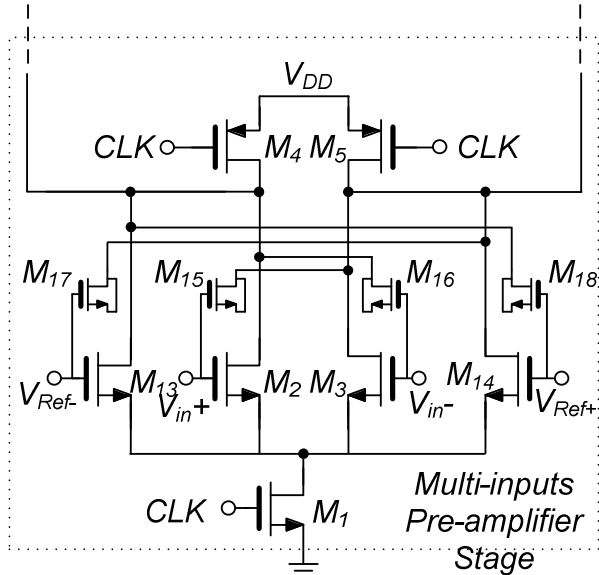 V_DD
CLK M_4 M_5 CLK
M_17 M_15 M_16 M_18
V_Ref- M_13 V_in+ M_2 M_3 V_in- M_14 V_Ref+
CLK M_1
Multi-inputs
Pre-amplifier
Stage